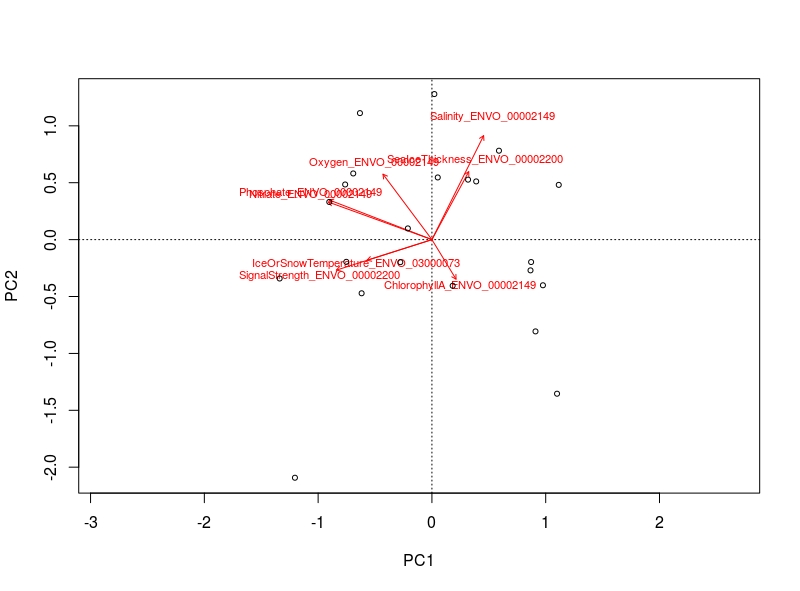 Salinity_ENVO_00002149
SeaIceThickness_ENVO_00002200
Oxygen_ENVO_00002149
Phosphate_ENVO_00002149
Nitrate_ENVO_00002149
IceOrSnowTemperature_ENVO_03000073
SignalStrength_ENVO_00002200
ChlorophyllA_ENVO_00002149
1.0
0.5
0.0
-0.5
-1.0
-1.5
-2.0
PC2
-3 -2 -1 0 1 2
PC1